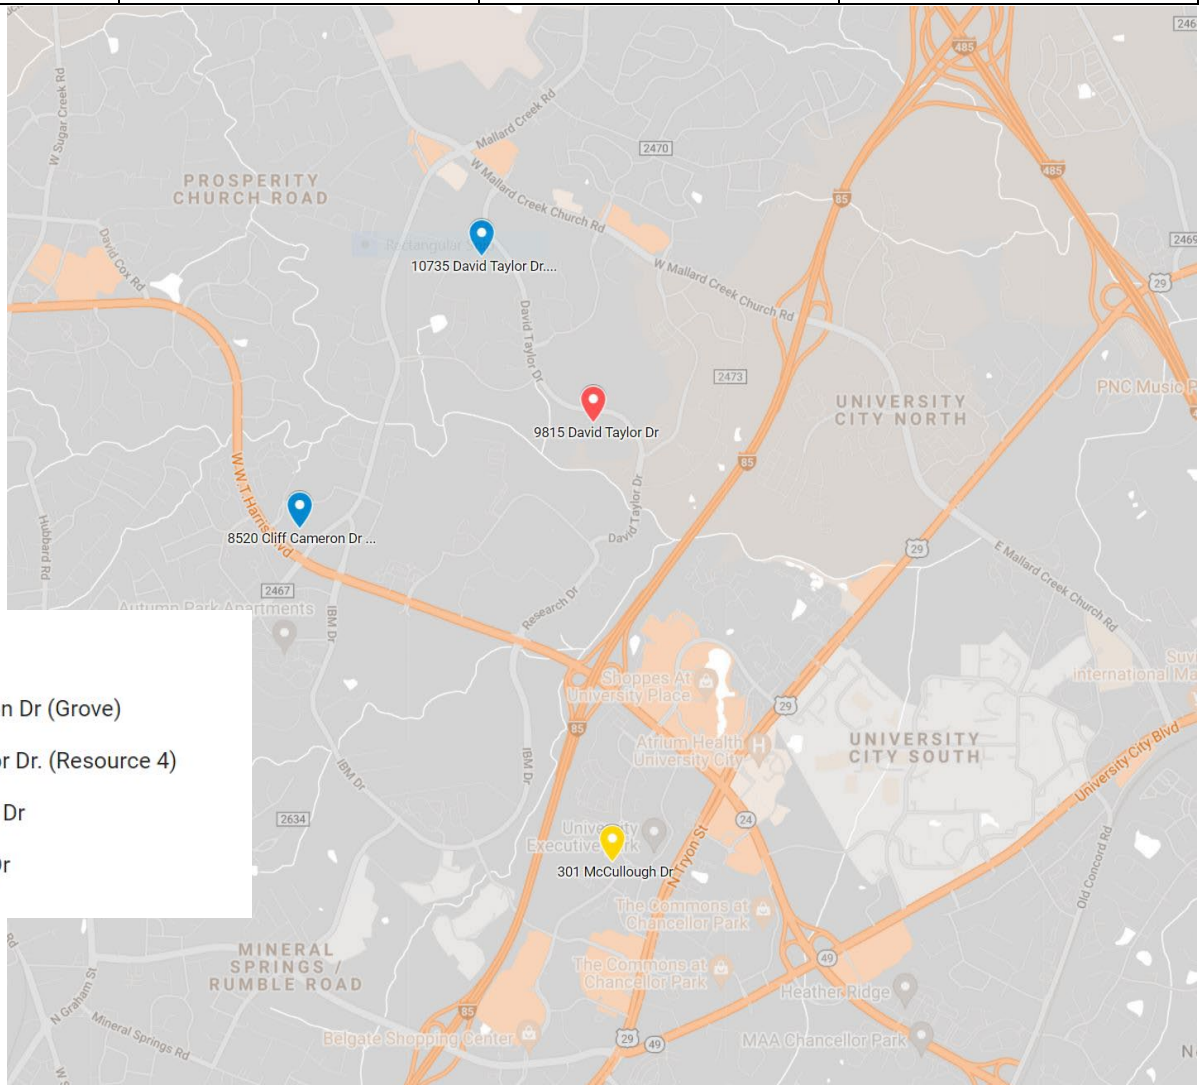 485
246
W Sugar Creek Rd
Mallard Creek Rd
2470
PROSPERITY
CHURCH ROAD
W Mallard Creek Church Rd
485
85
David Cox Rd
Rectangular
10735 David Taylor Dr....
2469
W Mallard Creek Church Rd
29
David Taylor Dr
2473
UNIVERSITY
CITY NORTH
PNC Music P
9815 David Taylor Dr
85
W W.T. Harris Blvd
8520 Cliff Cameron Dr ...
David Taylor Dr
David
Hubbard Rd
29
E Mallard Creek Church Rd
2467
Autumn Park Apartments
IBM Dr
Research Dr
Shoppes At
University Place
Suvi
international Ma
n Dr (Grove)
29
85
Atrium Health
University City
H
UNIVERSITY
CITY SOUTH
University City Blvd
r Dr. (Resource 4)
IBM Dr
IBM Dr
Dr
2634
24
University
Executive Park
N Tryon St
301 McCullough Dr
Old Concord Rd
r
The Commons at
Chancellor Park
MINERAL
SPRINGS /
RUMBLE ROAD
49
The Commons at
Chancellor Park
Heather Ridge
Rd
N Graham St
Mineral Springs Rd
85
Belgate Shopping Center
29
49
MAA Chancellor Park
N
W S